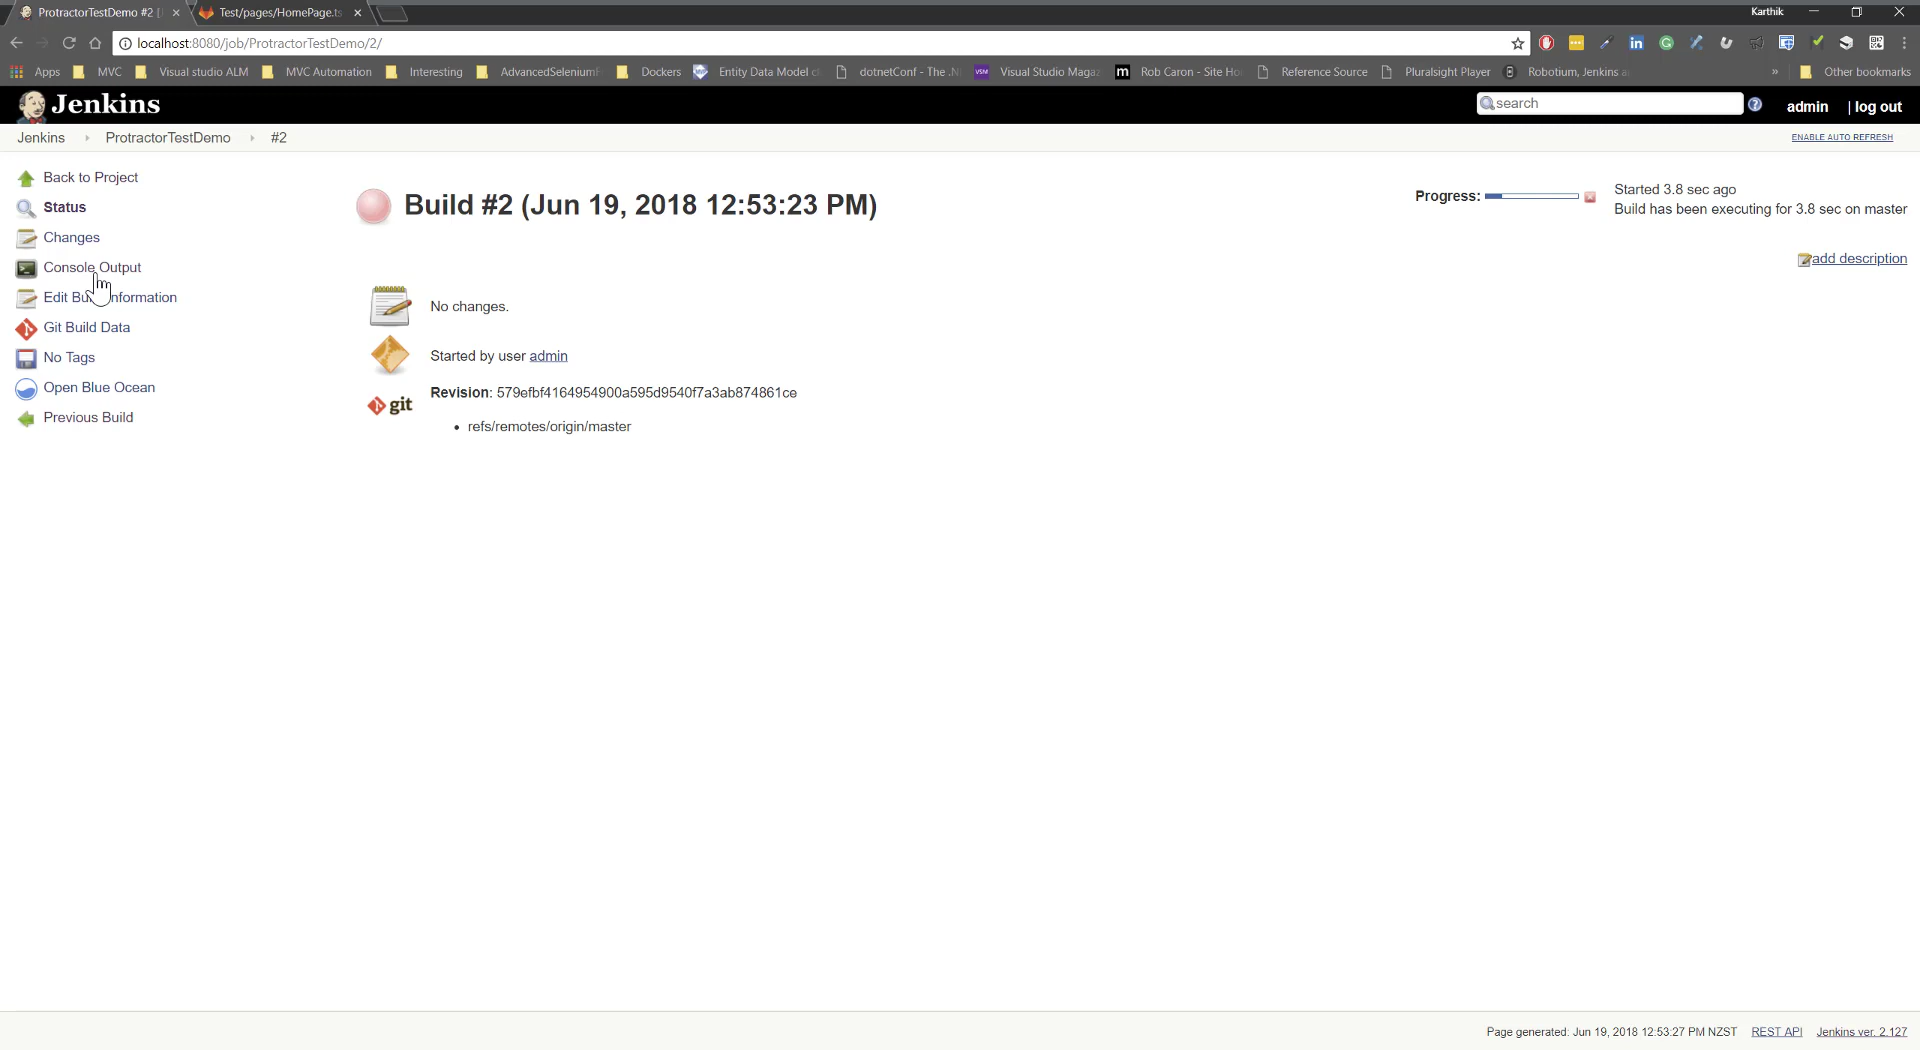 ProtractorTestDemo #2 [
Test/pages/HomePage.ts
Karthik
localhost:8080/job/ProtractorTestDemo/2/
Apps
MVC
Visual studio ALM
MVC Automation
Interesting
AdvancedSelenium
Dockers
Entity Data Model c
dotnetConf - The .N
Visual Studio Magaz
Rob Caron - Site Ho
Reference Source
Pluralsight Player
Robotium, Jenkins a
»
Other bookmarks
Jenkins
search
admin
| log out
Jenkins
ProtractorTestDemo
#2
ENABLE AUTO REFRESH
Back to Project
Status
Changes
Console Output
Edit Bu nformation
Git Build Data
No Tags
Open Blue Ocean
Previous Build
Build #2 (Jun 19, 2018 12:53:23 PM)
Progress:
Started 3.8 sec ago
Build has been executing for 3.8 sec on master
add description
No changes.
Started by user admin
git
Revision: 579efbf4164954900a595d9540f7a3ab874861ce
• refs/remotes/origin/master
Page generated: Jun 19, 2018 12:53:27 PM NZST
REST API
Jenkins ver. 2.127